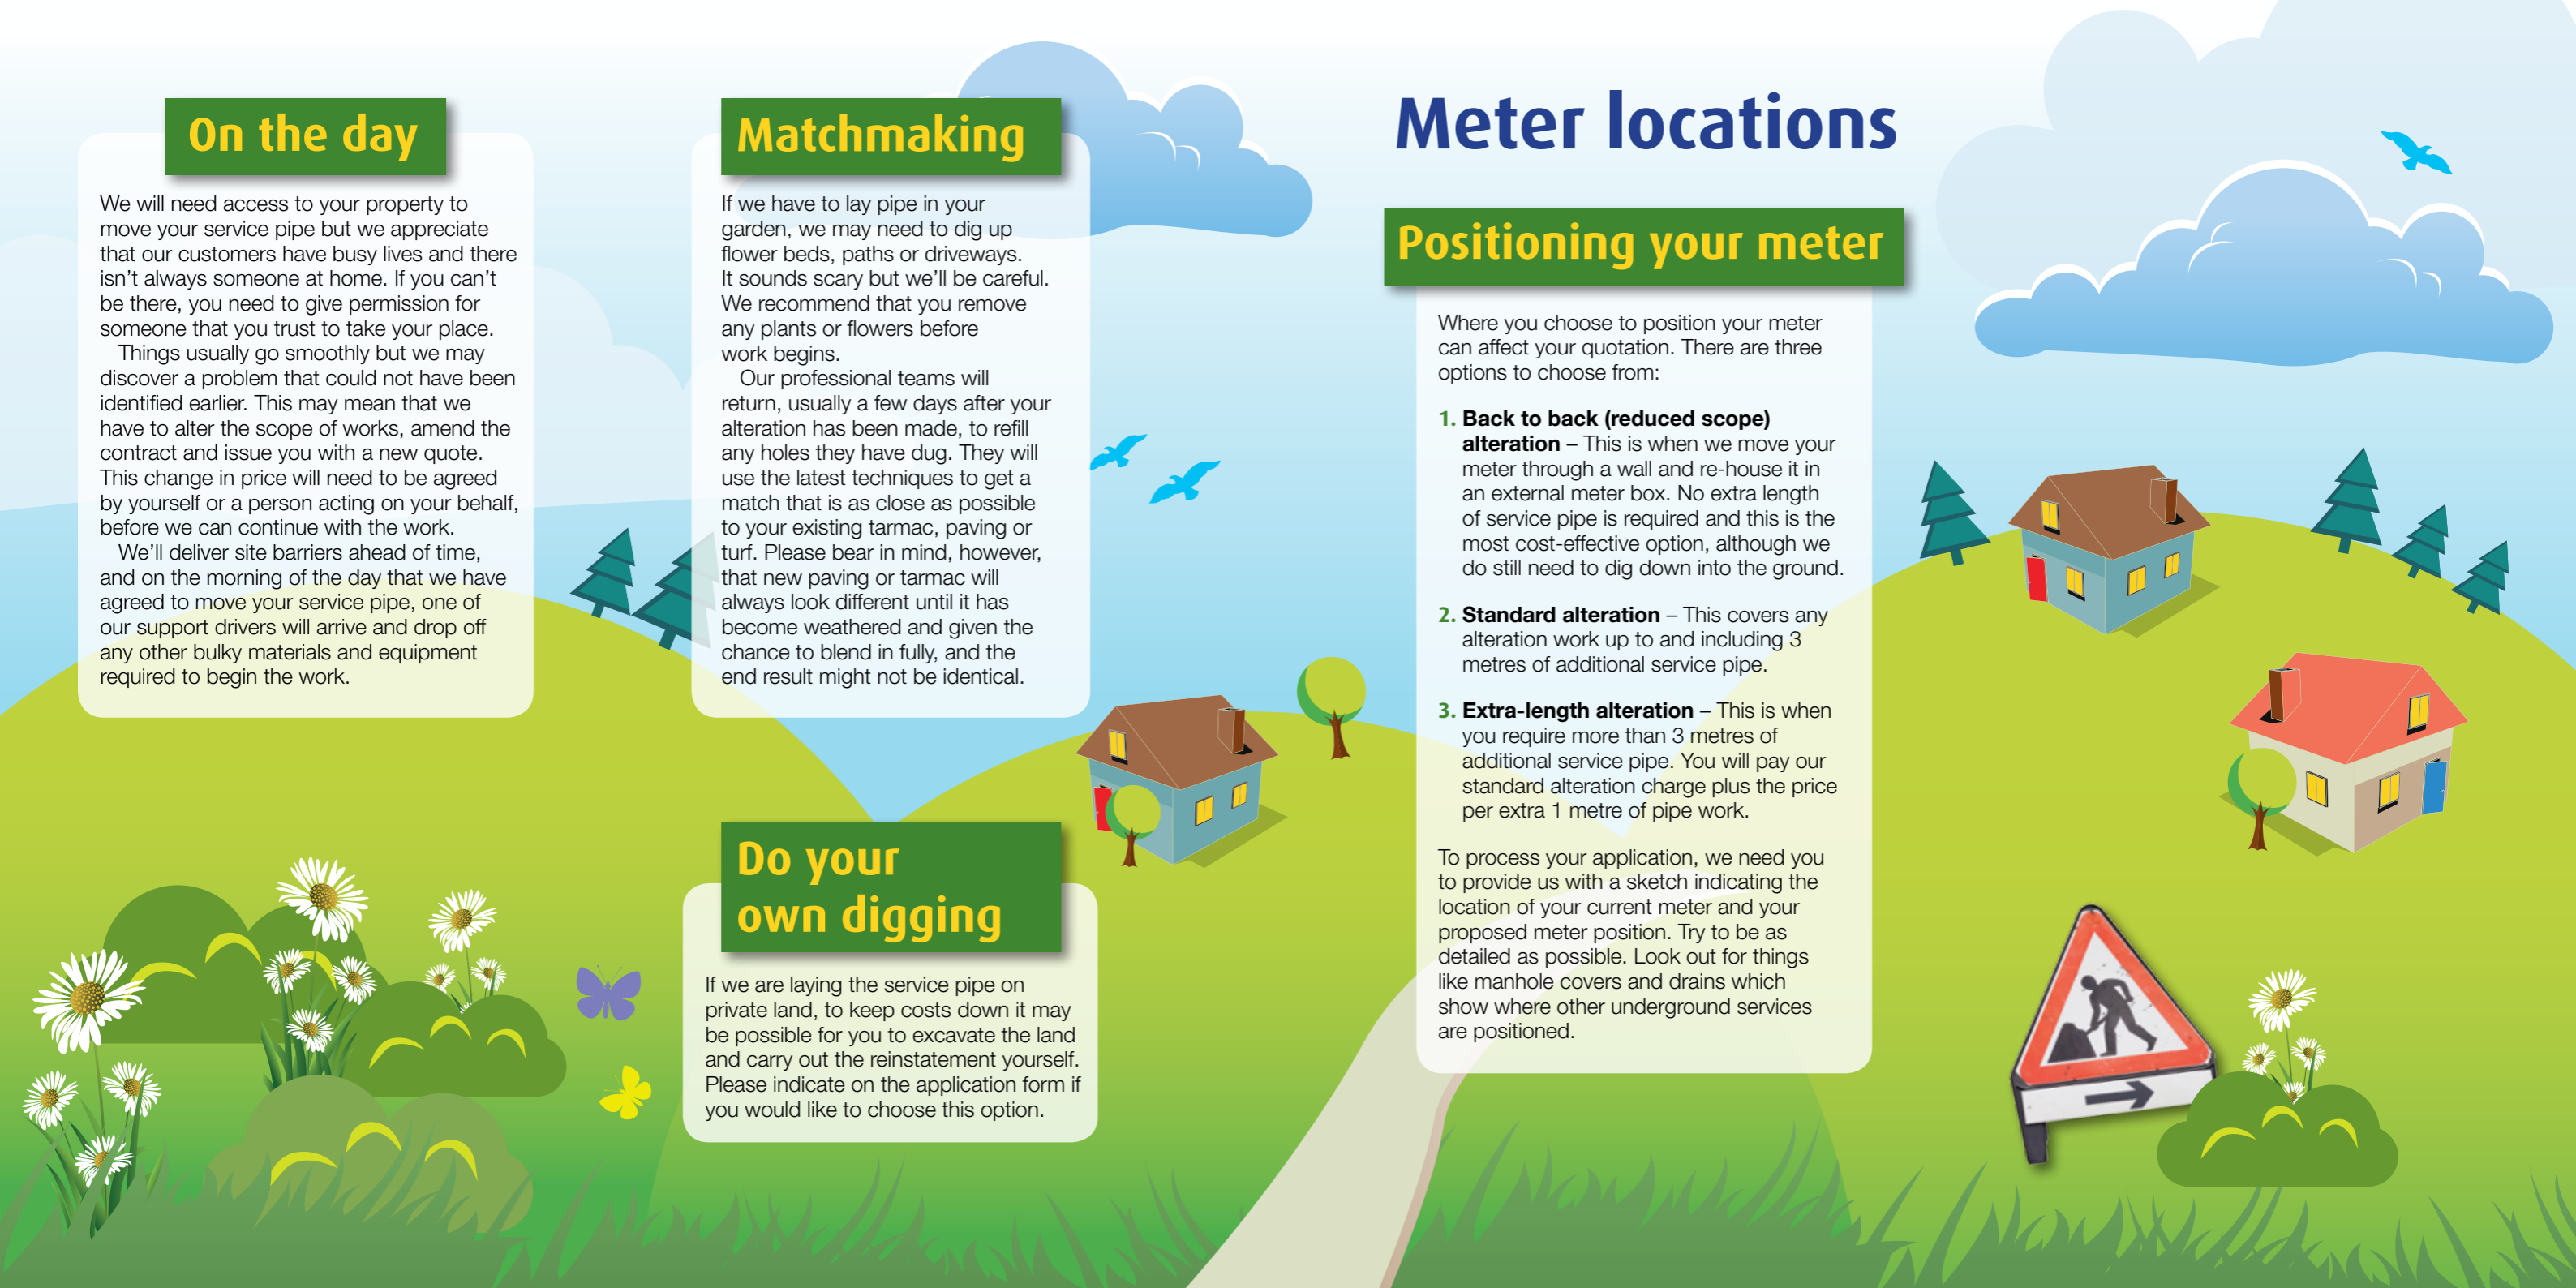 On the day
We will need access to your property to
move your service pipe but we appreciate
that our customers have busy lives and there
isn't always someone at home. If you can't
be there, you need to give permission for
someone that you trust to take your place.
Things usually go smoothly but we may
discover a problem that could not have been
identified earlier. This may mean that we
have to alter the scope of works, amend the
contract and issue you with a new quote.
This change in price will need to be agreed
by yourself or a person acting on your behalf,
before we can continue with the work.
We'll deliver site barriers ahead of time,
and on the morning of the day that we have
agreed to move your service pipe, one of
our support drivers will arrive and drop off
any other bulky materials and equipment
required to begin the work.
Matchmaking
If we have to lay pipe in your
garden, we may need to dig up
flower beds, paths or driveways.
It sounds scary but we'll be careful.
We recommend that you remove
any plants or flowers before
work begins.
Our professional teams will
return, usually a few days after your
alteration has been made, to refill
any holes they have dug. They will
use the latest techniques to get a
match that is as close as possible
to your existing tarmac, paving or
turf. Please bear in mind, however,
that new paving or tarmac will
always look different until it has
become weathered and given the
chance to blend in fully, and the
end result might not be identical.
Do your
own digging
If we are laying the service pipe on
private land, to keep costs down it may
be possible for you to excavate the land
and carry out the reinstatement yourself.
Please indicate on the application form if
you would like to choose this option.
Meter locations
Positioning your meter
Where you choose to position your meter
can affect your quotation. There are three
options to choose from:
1. Back to back (reduced scope)
alteration – This is when we move your
meter through a wall and re-house it in
an external meter box. No extra length
of service pipe is required and this is the
most cost-effective option, although we
do still need to dig down into the ground.
2. Standard alteration – This covers any
alteration work up to and including 3
metres of additional service pipe.
3. Extra-length alteration – This is when
you require more than 3 metres of
additional service pipe. You will pay our
standard alteration charge plus the price
per extra 1 metre of pipe work.
To process your application, we need you
to provide us with a sketch indicating the
location of your current meter and your
proposed meter position. Try to be as
detailed as possible. Look out for things
like manhole covers and drains which
show where other underground services
are positioned.